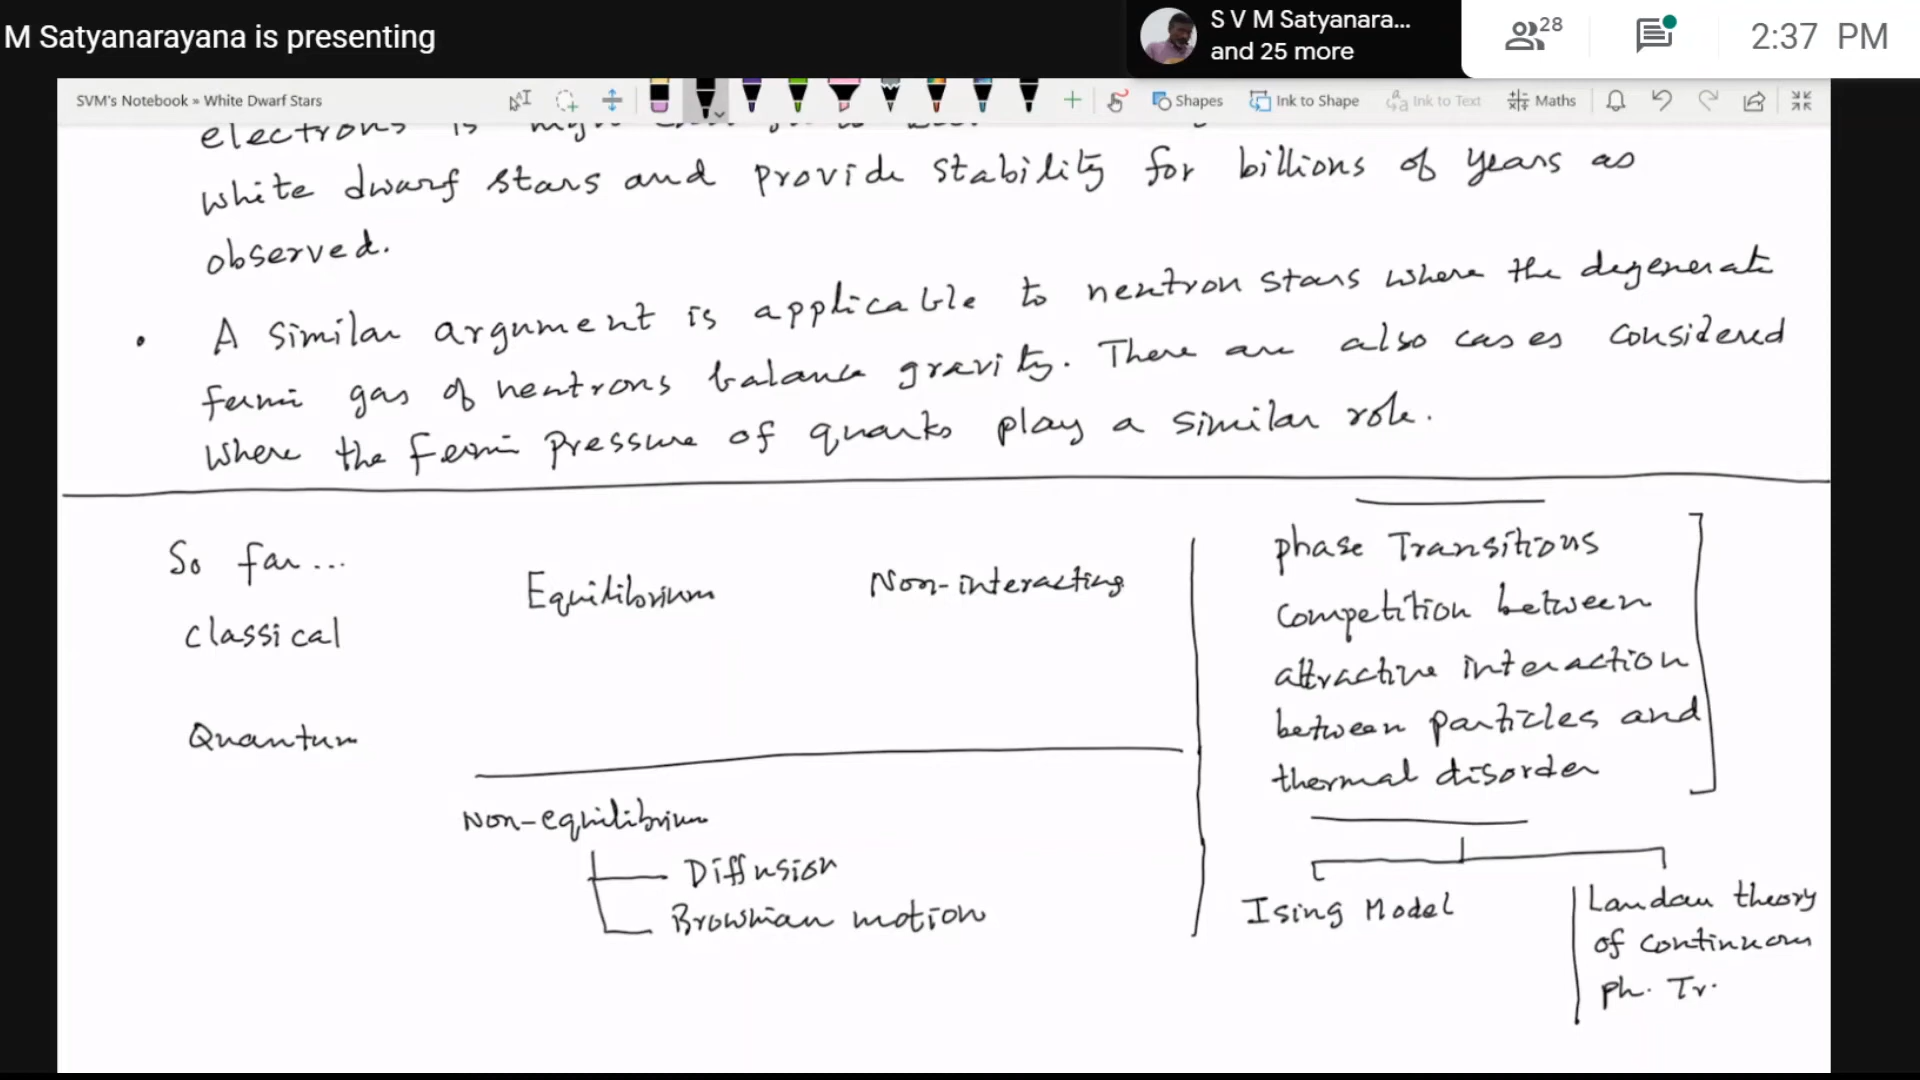 M Satyanarayana is presenting
S V M Satyanara...
and 25 more
28
2:37 PM
SVM's Notebook » White Dwarf Stars
Shapes
Ink to Shape
Ink to Text
Maths
electrons is
white dwarf stars and provide stability for billions of years as
observed.
• A similar argument is applicable to neutron stars where the degenerate
fermi gas of neutrons balance gravity. There are also cases considered
where the fermi pressure of quarks play a similar role.
So far...
Equilibrium
Non-interacting
classical
Quantum
Non-equilibrium
Diffusion
Brownian motion
phase Transitions
competition between
attractive interaction
between particles and
thermal disorder
Ising Model
Landau theory
of continuous
ph. Tr.